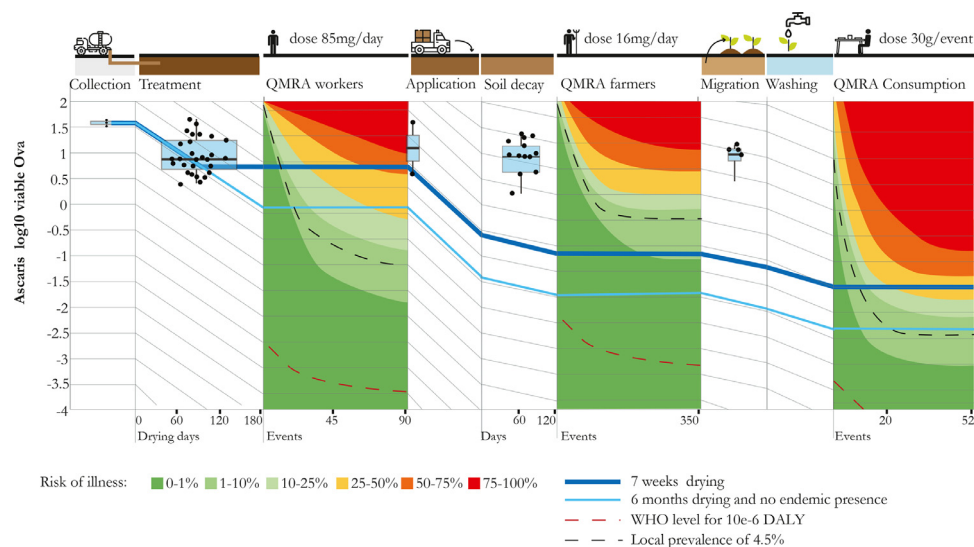 dose 85mg/day
dose 16mg/day
dose 30g/event
Collection
Treatment
QMRA workers
Application
Soil decay
QMRA farmers
Migration
Washing
QMRA Consumption
Ascaris log10 viable Ova
2
1.5
1
0
-0.5
-1
-1.5
-2
-2.5
-3
-3.5
-4
0
60
120
180
Drying days
45
90
Events
60
120
Days
350
Events
20
52
Events
Risk of illness:
0-1%
1-10%
10-25%
25-50%
50-75%
75-100%
7 weeks drying
6 months drying and no endemic presence
WHO level for 10e-6 DALY
Local prevalence of 4.5%